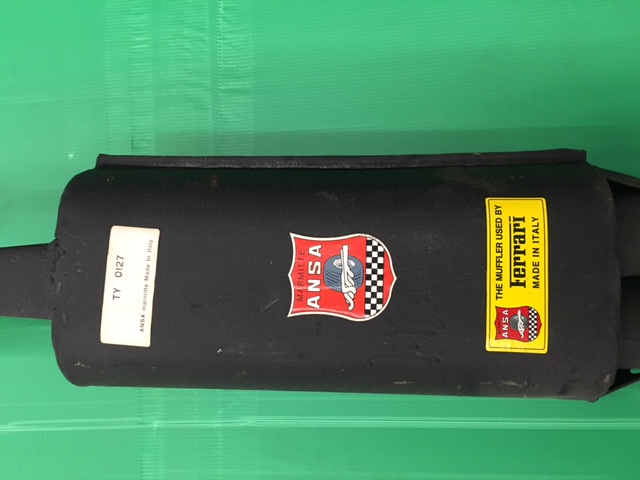 TY 0127
ANSA marmitte Made in Italy
MARMITTE
ANSA
THE MUFFLER USED BY
Ferrari
MADE IN ITALY
ANSA